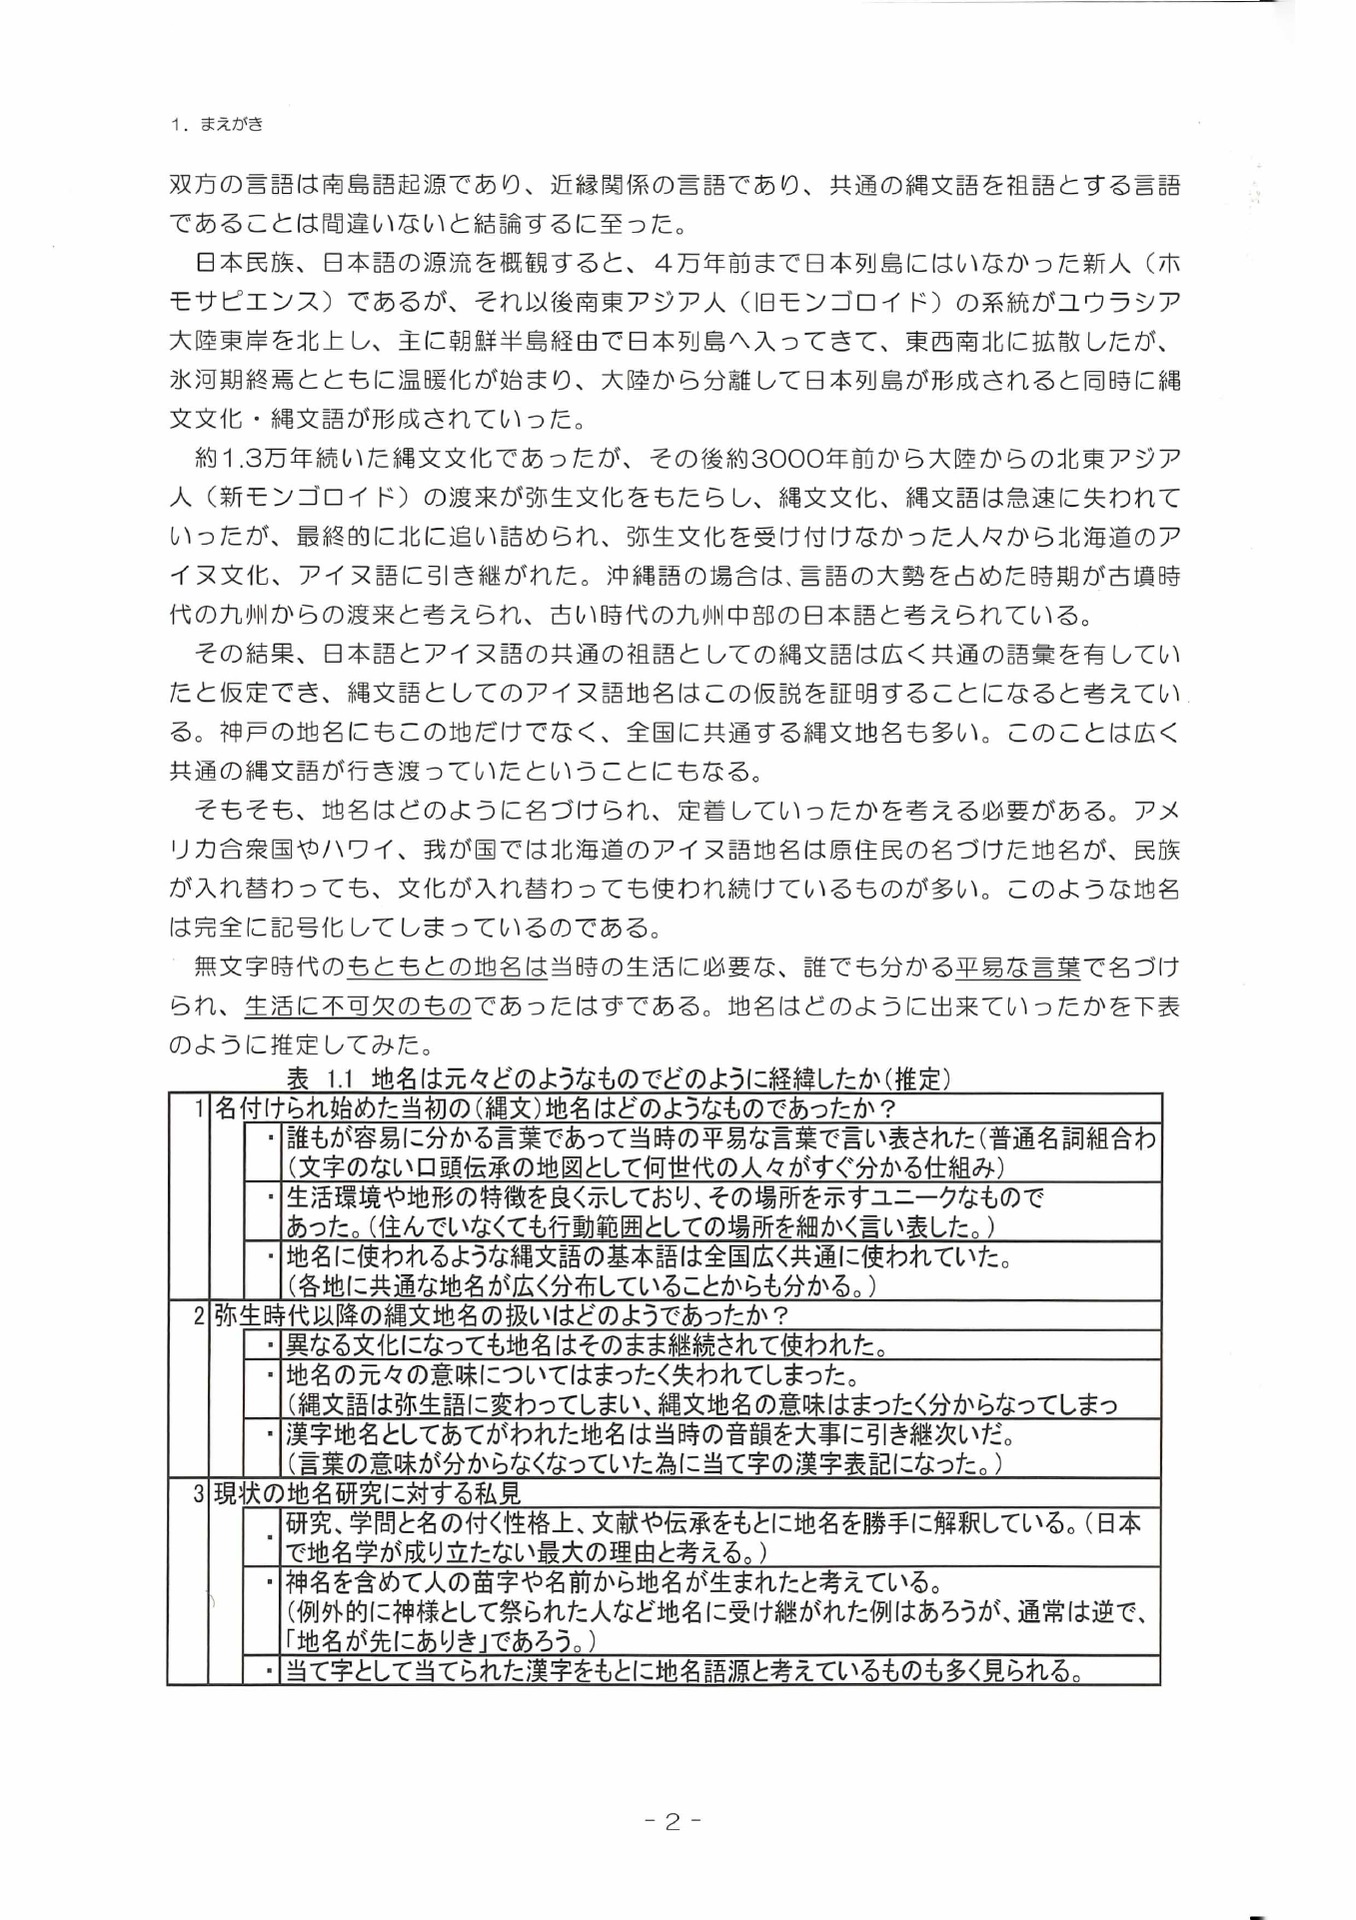 1. まえがき
双方の言語は南島語起源であり、近縁関係の言語であり、共通の縄文語を祖語とする言語
であることは間違いないと結論するに至った。
日本民族、日本語の源流を概観すると、4万年前まで日本列島にはいなかった新人（ホ
モサピエンス）であるが、それ以後南東アジア人（旧モンゴロイド）の系統がユウラシア
大陸東岸を北上し、主に朝鮮半島経由で日本列島へ入ってきて、東西南北に拡散したが、
氷河期終焉とともに温暖化が始まり、大陸から分離して日本列島が形成されると同時に縄
文文化・縄文語が形成されていった。
約1.3万年続いた縄文文化であったが、その後約3000年前から大陸からの北東アジア
人（新モンゴロイド）の渡来が弥生文化をもたらし、縄文文化、縄文語は急速に失われて
いったが、最終的に北に追い詰められ、弥生文化を受け付けなかった人々から北海道のア
イヌ文化、アイヌ語に引き継がれた。沖縄語の場合は、言語の大勢を占めた時期が古墳時
代の九州からの渡来と考えられ、古い時代の九州中部の日本語と考えられている。
その結果、日本語とアイヌ語の共通の祖語としての縄文語は広く共通の語彙を有してい
たと仮定でき、縄文語としてのアイヌ語地名はこの仮説を証明することになると考えてい
る。神戸の地名にもこの地だけでなく、全国に共通する縄文地名も多い。このことは広く
共通の縄文語が行き渡っていたということにもなる。
そもそも、地名はどのように名づけられ、定着していったかを考える必要がある。アメ
リカ合衆国やハワイ、我が国では北海道のアイヌ語地名は原住民の名づけた地名が、民族
が入れ替わっても、文化が入れ替わっても使われ続けているものが多い。このような地名
は完全に記号化してしまっているのである。
無文字時代のもともとの地名は当時の生活に必要な、誰でも分かる平易な言葉で名づけ
られ、生活に不可欠のものであったはずである。地名はどのように出来ていったかを下表
のように推定してみた。
表 1.1 地名は元々どのようなものでどのように経緯したか（推定）
1 名付けられ始めた当初の（縄文）地名はどのようなものであったか？
・ 誰もが容易に分かる言葉であって当時の平易な言葉で言い表された（普通名詞組合わ
（文字のない口頭伝承の地図として何世代の人々がすぐ分かる仕組み）
・ 生活環境や地形の特徴を良く示しており、その場所を示すユニークなもので
あった。（住んでいなくても行動範囲としての場所を細かく言い表した。）
・ 地名に使われるような縄文語の基本語は全国広く共通に使われていた。
（各地に共通な地名が広く分布していることからも分かる。）
2 弥生時代以降の縄文地名の扱いはどのようであったか？
・ 異なる文化になっても地名はそのまま継続されて使われた。
・ 地名の元々の意味についてはまったく失われてしまった。
（縄文語は弥生語に変わってしまい、縄文地名の意味はまったく分からなってしまっ
・ 漢字地名としてあてがわれた地名は当時の音韻を大事に引き継次いだ。
（言葉の意味が分からなくなっていた為に当て字の漢字表記になった。）
3 現状の地名研究に対する私見
・ 研究、学問と名の付く性格上、文献や伝承をもとに地名を勝手に解釈している。（日本
で地名学が成り立たない最大の理由と考える。）
・ 神名を含めて人の苗字や名前から地名が生まれたと考えている。
（例外的に神様として祭られた人など地名に受け継がれた例はあろうが、通常は逆で、
「地名が先にありき」であろう。）
・ 当て字として当てられた漢字をもとに地名語源と考えているものも多く見られる。
- 2 -